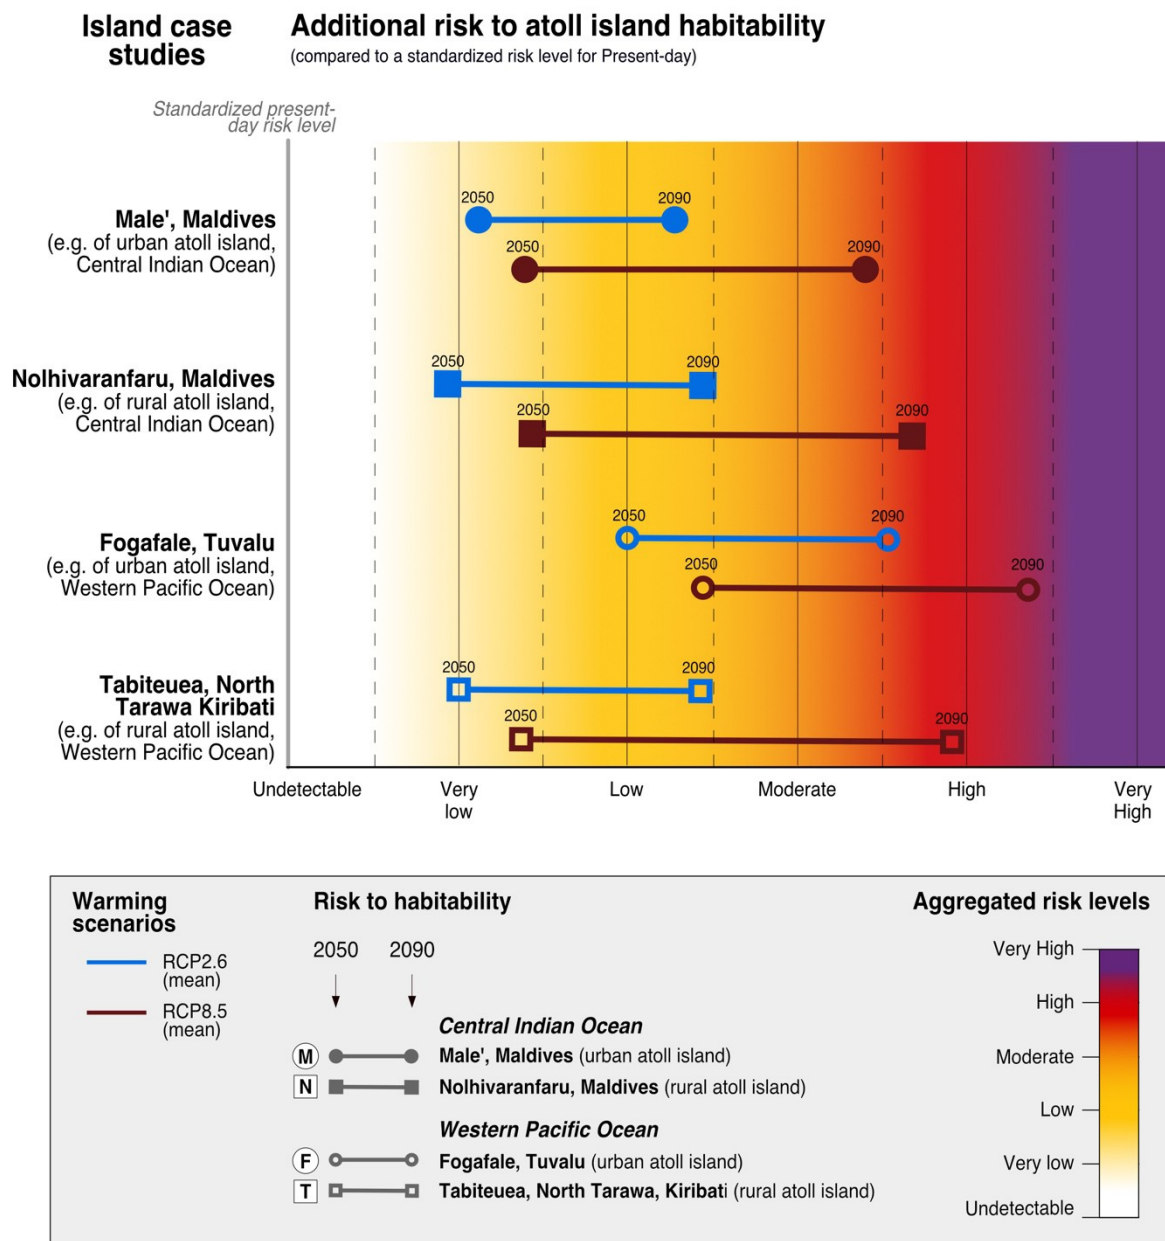 Island case
studies
Additional risk to atoll island habitability
(compared to a standardized risk level for Present-day)
Standardized present-
day risk level
Male', Maldives
(e.g. of urban atoll island,
Central Indian Ocean)
2050
2090
2050
2090
Nolhivaranfaru, Maldives
(e.g. of rural atoll island,
Central Indian Ocean)
2050
2090
2050
2090
Fogafale, Tuvalu
(e.g. of urban atoll island,
Western Pacific Ocean)
2050
2090
2050
2090
Tabiteuea, North
Tarawa Kiribati
(e.g. of rural atoll island,
Western Pacific Ocean)
2050
2090
2050
2090
Undetectable
Very
low
Low
Moderate
High
Very
High
Warming
scenarios
RCP2.6
(mean)
RCP8.5
(mean)
Risk to habitability
2050 2090
Central Indian Ocean
M Male', Maldives (urban atoll island)
N Nolhivaranfaru, Maldives (rural atoll island)
Western Pacific Ocean
F Fogafale, Tuvalu (urban atoll island)
T Tabiteuea, North Tarawa, Kiribati (rural atoll island)
Aggregated risk levels
Very High
High
Moderate
Low
Very low
Undetectable